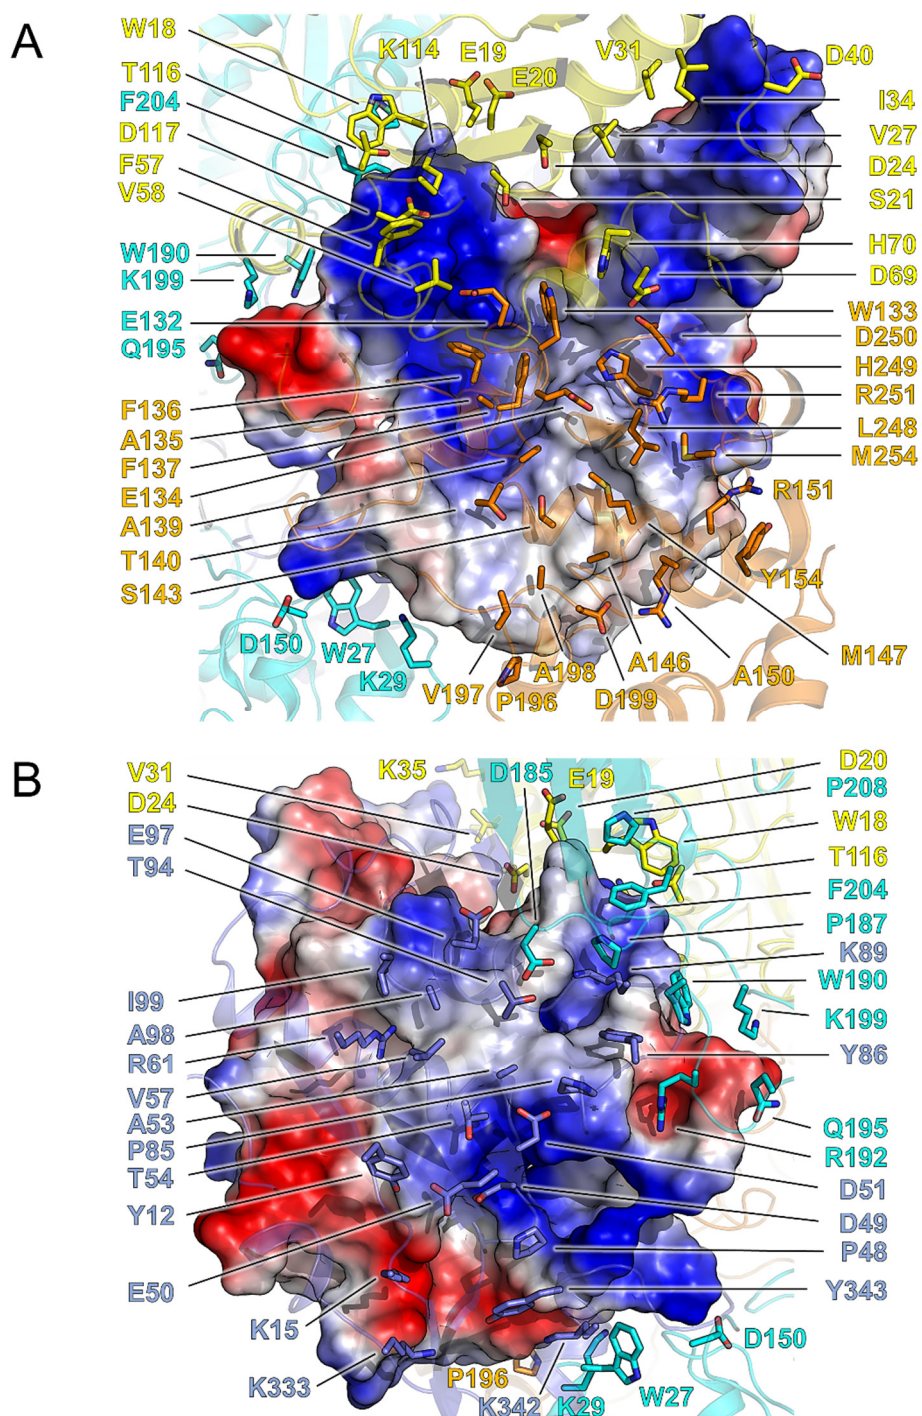 A
W18
T116
F204
D117
F57
V58
W190
K199
E132
Q195
F136
A135
F137
E134
A139
T140
S143
K114
E19
E20
V31
D40
I34
V27
D24
S21
H70
D69
W133
D250
H249
R251
L248
M254
R151
Y154
M147
A150
A146
D199
A198
P196
V197
K29
W27
D150
B
V31
D24
E97
T94
I99
A98
R61
V57
A53
P85
T54
Y12
E50
K15
K333
K35
D185
E19
D20
P208
W18
T116
F204
P187
K89
W190
K199
Y86
Q195
R192
D51
D49
P48
Y343
D150
W27
K29
K342
P196